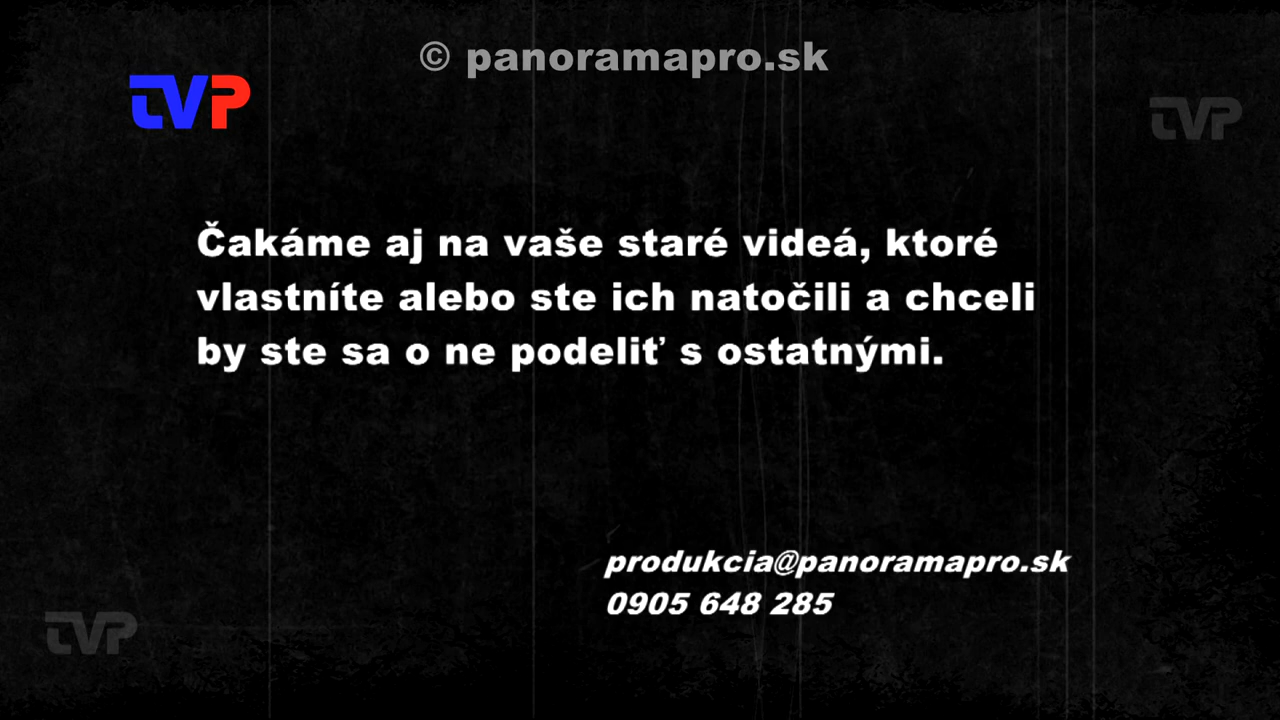 © panoramapro.sk
TVP
TVP
Čakáme aj na vaše staré videá, ktoré
vlastníte alebo ste ich natočili a chceli
by ste sa o ne podeliť s ostatnými.
produkcia@panoramapro.sk
0905 648 285
TVP